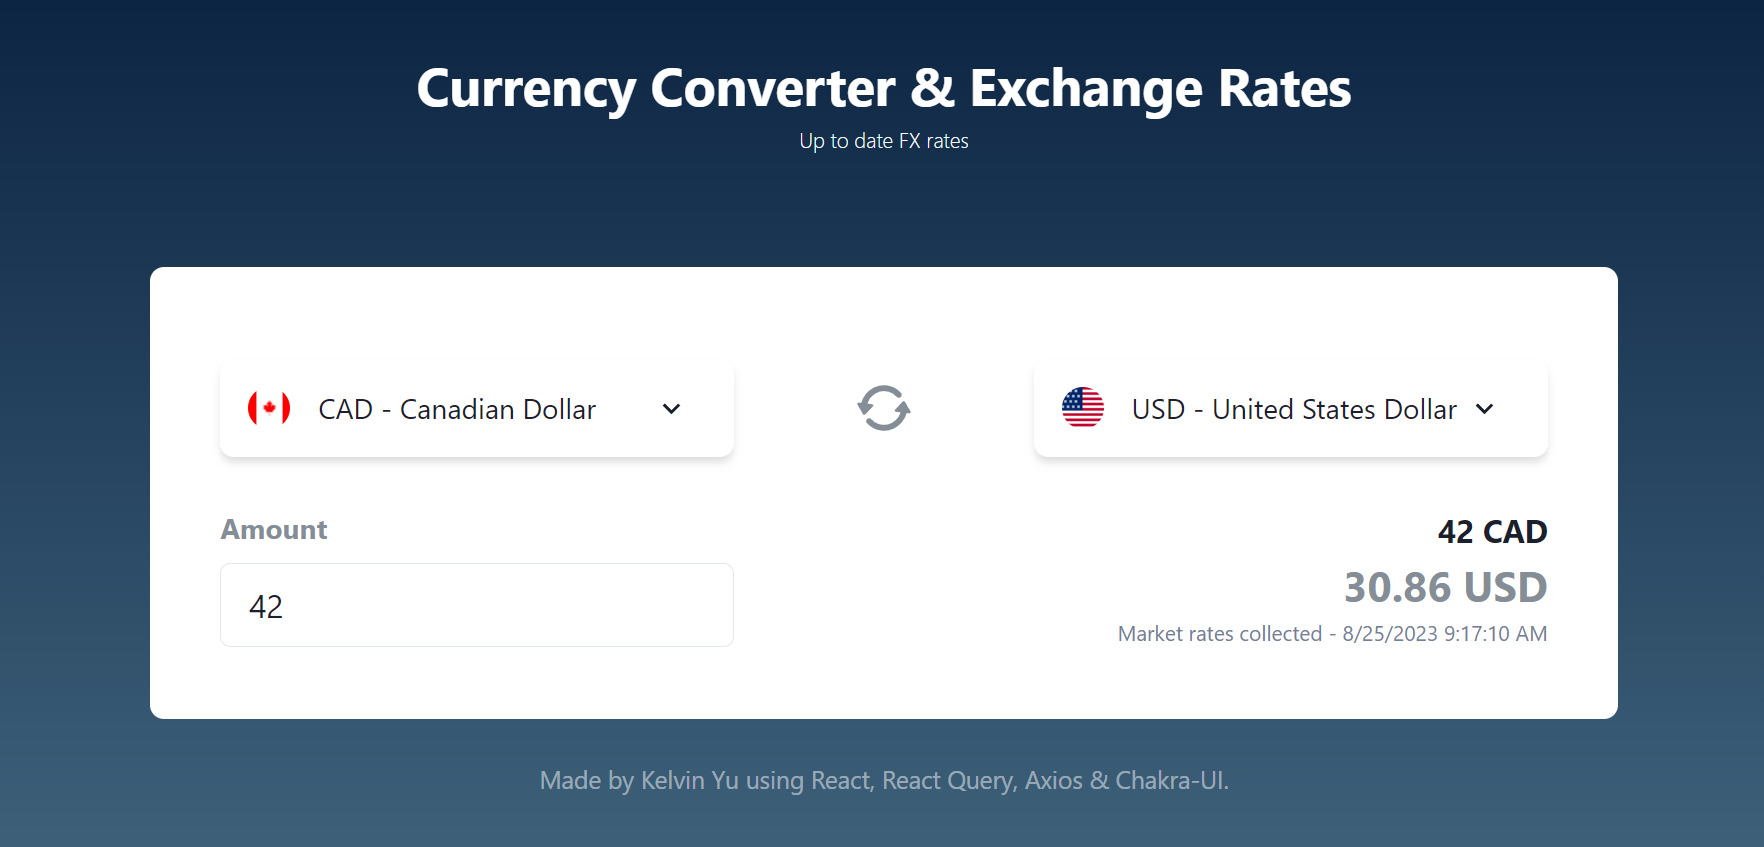 Currency Converter & Exchange Rates
Up to date FX rates
CAD - Canadian Dollar
USD - United States Dollar
Amount
42
42 CAD
30.86 USD
Market rates collected - 8/25/2023 9:17:10 AM
Made by Kelvin Yu using React, React Query, Axios & Chakra-UI.